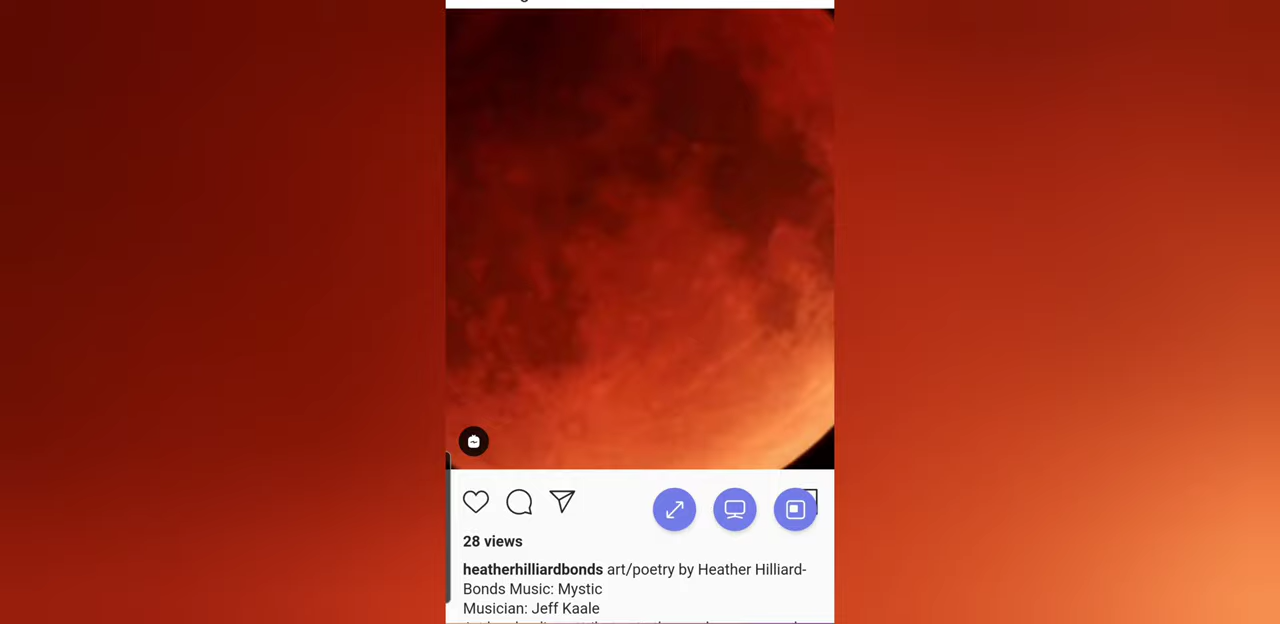 28 views
heatherhilliardbonds art/poetry by Heather Hilliard-
Bonds Music: Mystic
Musician: Jeff Kaale